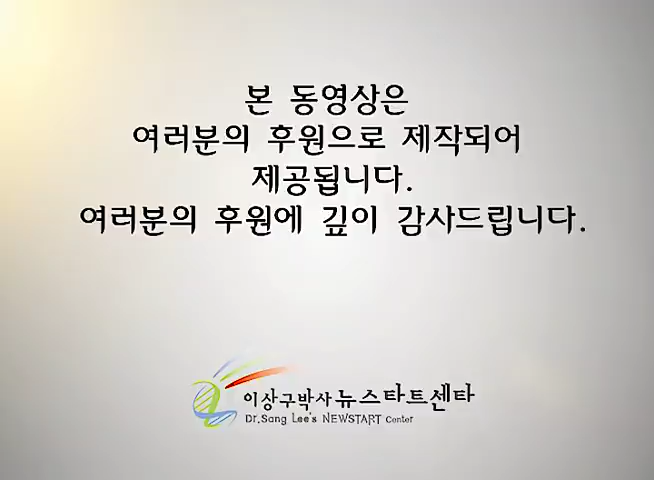 본 동영상은
여러분의 후원으로 제작되어
제공됩니다.
여러분의 후원에 깊이 감사드립니다.
이상구박사뉴스타트센타
Dr.Sang Lee's NEWSTART Center